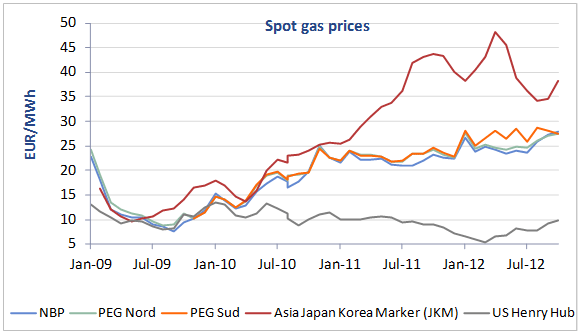 Spot gas prices
EUR/MWh
50
45
40
35
30
25
20
15
10
5
Jan-09 Jul-09 Jan-10 Jul-10 Jan-11 Jul-11 Jan-12 Jul-12
NBP PEG Nord PEG Sud Asia Japan Korea Marker (JKM) US Henry Hub